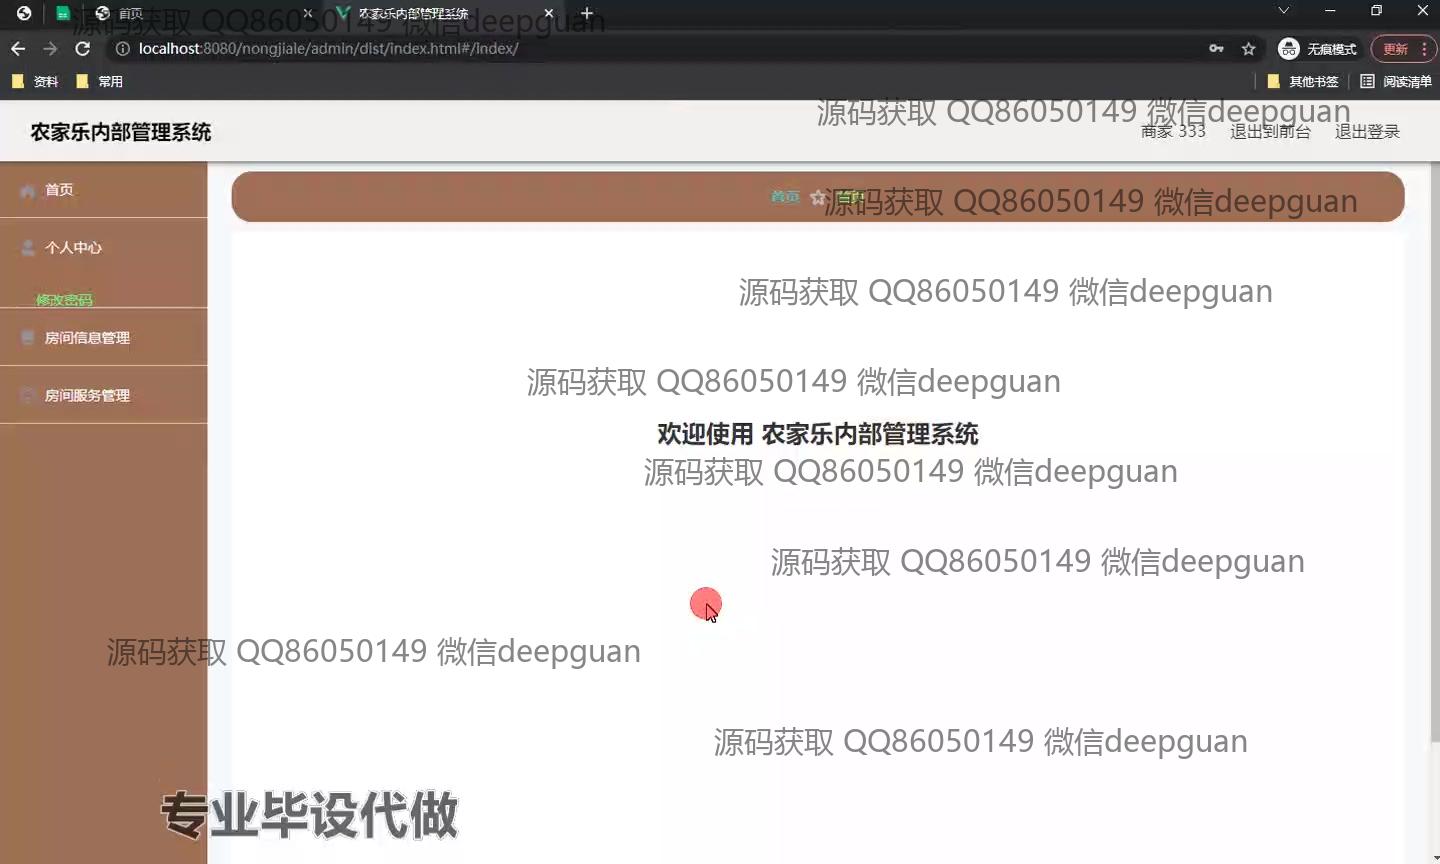 首页
农家乐内部管理系统
源码获取 QQ86050149 微信deepguan
localhost:8080/nongjiale/admin/dist/index.html#/index/
无痕模式
更新
资料
常用
其他书签
阅读清单
源码获取 QQ86050149 微信deepguan
农家乐内部管理系统
商家 333
退出到前台
退出登录
首页
首页
首页
源码获取 QQ86050149 微信deepguan
个人中心
修改密码
源码获取 QQ86050149 微信deepguan
房间信息管理
源码获取 QQ86050149 微信deepguan
房间服务管理
欢迎使用 农家乐内部管理系统
源码获取 QQ86050149 微信deepguan
源码获取 QQ86050149 微信deepguan
源码获取 QQ86050149 微信deepguan
源码获取 QQ86050149 微信deepguan
专业毕设代做